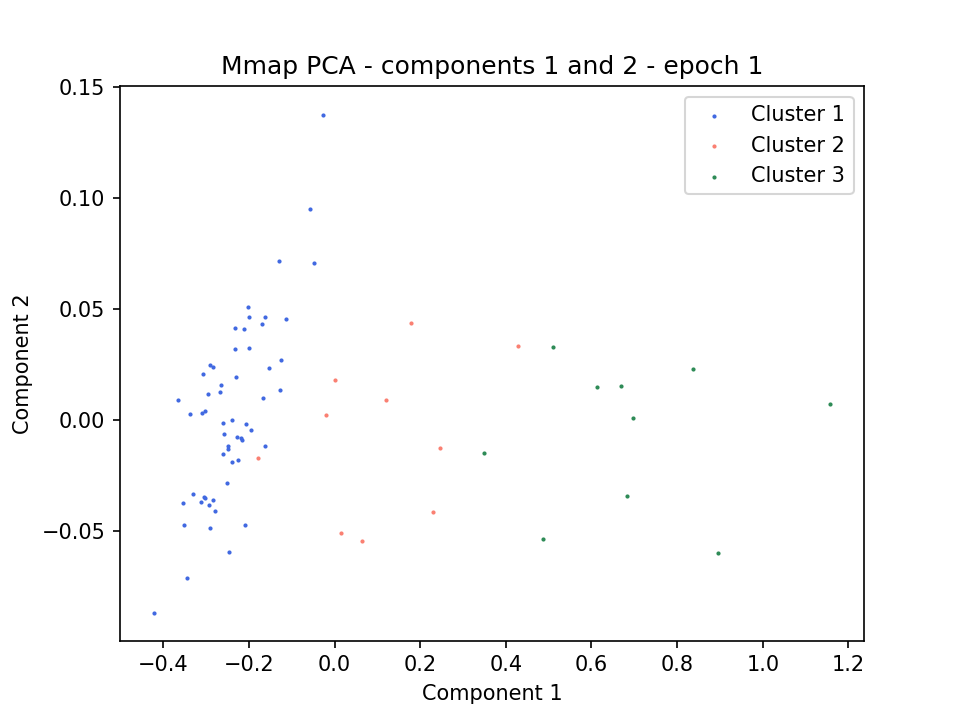 Mmap PCA - components 1 and 2 - epoch 1
Cluster 1
Cluster 2
Cluster 3
0.15
0.10
0.05
0.00
−0.05
Component 2
−0.4 −0.2 0.0 0.2 0.4 0.6 0.8 1.0 1.2
Component 1